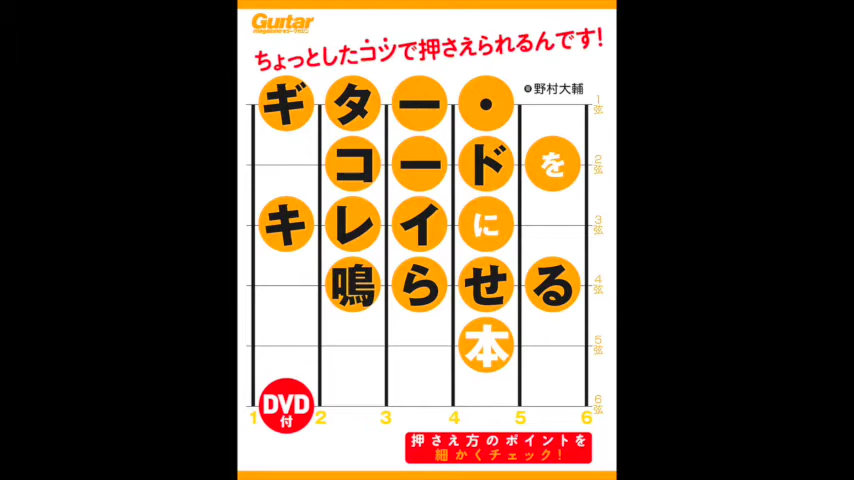 Guitar
ちょっとしたコツで押さえられるんです!
著 野村大輔
ギター・
コードを
キレイに
鳴らせる
本
1弦
2弦
3弦
4弦
5弦
6弦
1 2 3 4 5 6
DVD付
押さえ方のポイントを
細かくチェック!